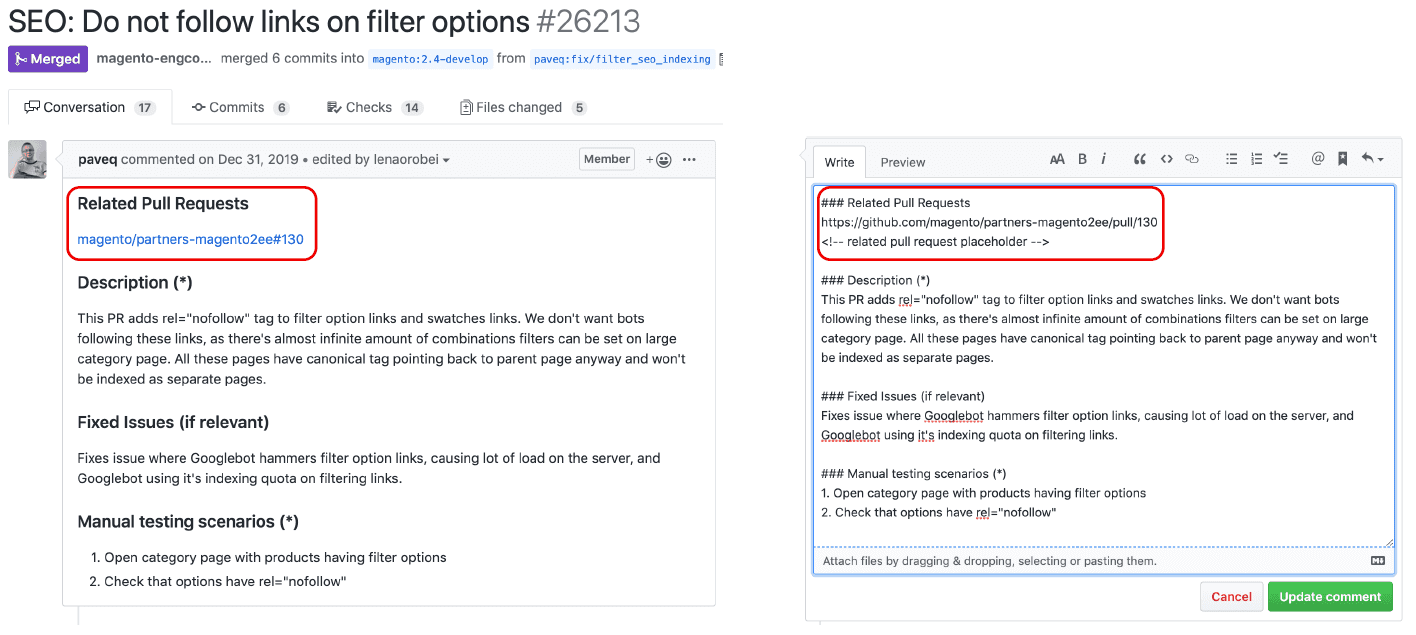 SEO: Do not follow links on filter options #26213
Merged magento-engco... merged 6 commits into magento:2.4-develop from paveq:fix/filter_seo_indexing
Conversation 17 Commits 6 Checks 14 Files changed 5
paveq commented on Dec 31, 2019 • edited by lenaorobei Member
Related Pull Requests
magento/partners-magento2ee#130
Description (*)
This PR adds rel="nofollow" tag to filter option links and swatches links. We don't want bots
following these links, as there's almost infinite amount of combinations filters can be set on large
category page. All these pages have canonical tag pointing back to parent page anyway and won't
be indexed as separate pages.
Fixed Issues (if relevant)
Fixes issue where Googlebot hammers filter option links, causing lot of load on the server, and
Googlebot using it's indexing quota on filtering links.
Manual testing scenarios (*)
1. Open category page with products having filter options
2. Check that options have rel="nofollow"
Write Preview
### Related Pull Requests
https://github.com/magento/partners-magento2ee/pull/130
<!-- related pull request placeholder -->
### Description (*)
This PR adds rel="nofollow" tag to filter option links and swatches links. We don't want bots
following these links, as there's almost infinite amount of combinations filters can be set on large
category page. All these pages have canonical tag pointing back to parent page anyway and won't
be indexed as separate pages.
### Fixed Issues (if relevant)
Fixes issue where Googlebot hammers filter option links, causing lot of load on the server, and
Googlebot using it's indexing quota on filtering links.
### Manual testing scenarios (*)
1. Open category page with products having filter options
2. Check that options have rel="nofollow"
Attach files by dragging & dropping, selecting or pasting them.
Cancel Update comment